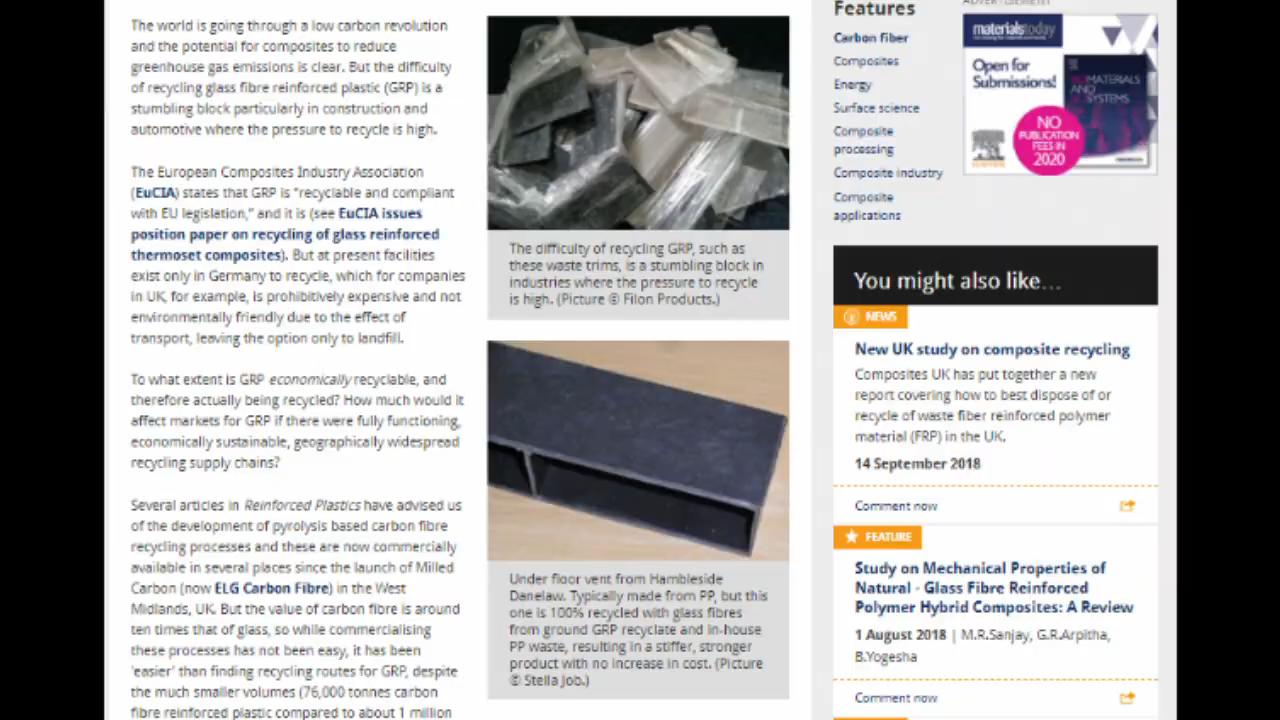 The world is going through a low carbon revolution
and the potential for composites to reduce
greenhouse gas emissions is clear. But the difficulty
of recycling glass fibre reinforced plastic (GRP) is a
stumbling block particularly in construction and
automotive where the pressure to recycle is high.
The European Composites Industry Association
(EuCIA) states that GRP is "recyclable and compliant
with EU legislation," and it is (see EuCIA issues
position paper on recycling of glass reinforced
thermoset composites). But at present facilities
exist only in Germany to recycle, which for companies
in UK, for example, is prohibitively expensive and not
environmentally friendly due to the effect of
transport, leaving the option only to landfill.
To what extent is GRP economically recyclable, and
therefore actually being recycled? How much would it
affect markets for GRP if there were fully functioning,
economically sustainable, geographically widespread
recycling supply chains?
Several articles in Reinforced Plastics have advised us
of the development of pyrolysis based carbon fibre
recycling processes and these are now commercially
available in several places since the launch of Milled
Carbon (now ELG Carbon Fibre) in the West
Midlands, UK. But the value of carbon fibre is around
ten times that of glass, so while commercialising
these processes has not been easy, it has been
'easier' than finding recycling routes for GRP, despite
the much smaller volumes (76,000 tonnes carbon
fibre reinforced plastic compared to about 1 million
The difficulty of recycling GRP, such as
these waste trims, is a stumbling block in
industries where the pressure to recycle
is high. (Picture © Filon Products.)
Under floor vent from Hambleside
Danelaw. Typically made from PP, but this
one is 100% recycled with glass fibres
from ground GRP recyclate and in-house
PP waste, resulting in a stiffer, stronger
product with no increase in cost. (Picture
© Stella Job.)
Features
Carbon fiber
Composites
Energy
Surface science
Composite
processing
Composite industry
Composite
applications
ADVERTISEMENT
materialstoday
Open for
Submissions!
BIOMATERIALS
AND
BIOSYSTEMS
NO
PUBLICATION
FEES IN
2020
ELSEVIER
You might also like...
NEWS
New UK study on composite recycling
Composites UK has put together a new
report covering how to best dispose of or
recycle of waste fiber reinforced polymer
material (FRP) in the UK.
14 September 2018
Comment now
FEATURE
Study on Mechanical Properties of
Natural - Glass Fibre Reinforced
Polymer Hybrid Composites: A Review
1 August 2018 | M.R.Sanjay, G.R.Arpitha,
B.Yogesha
Comment now